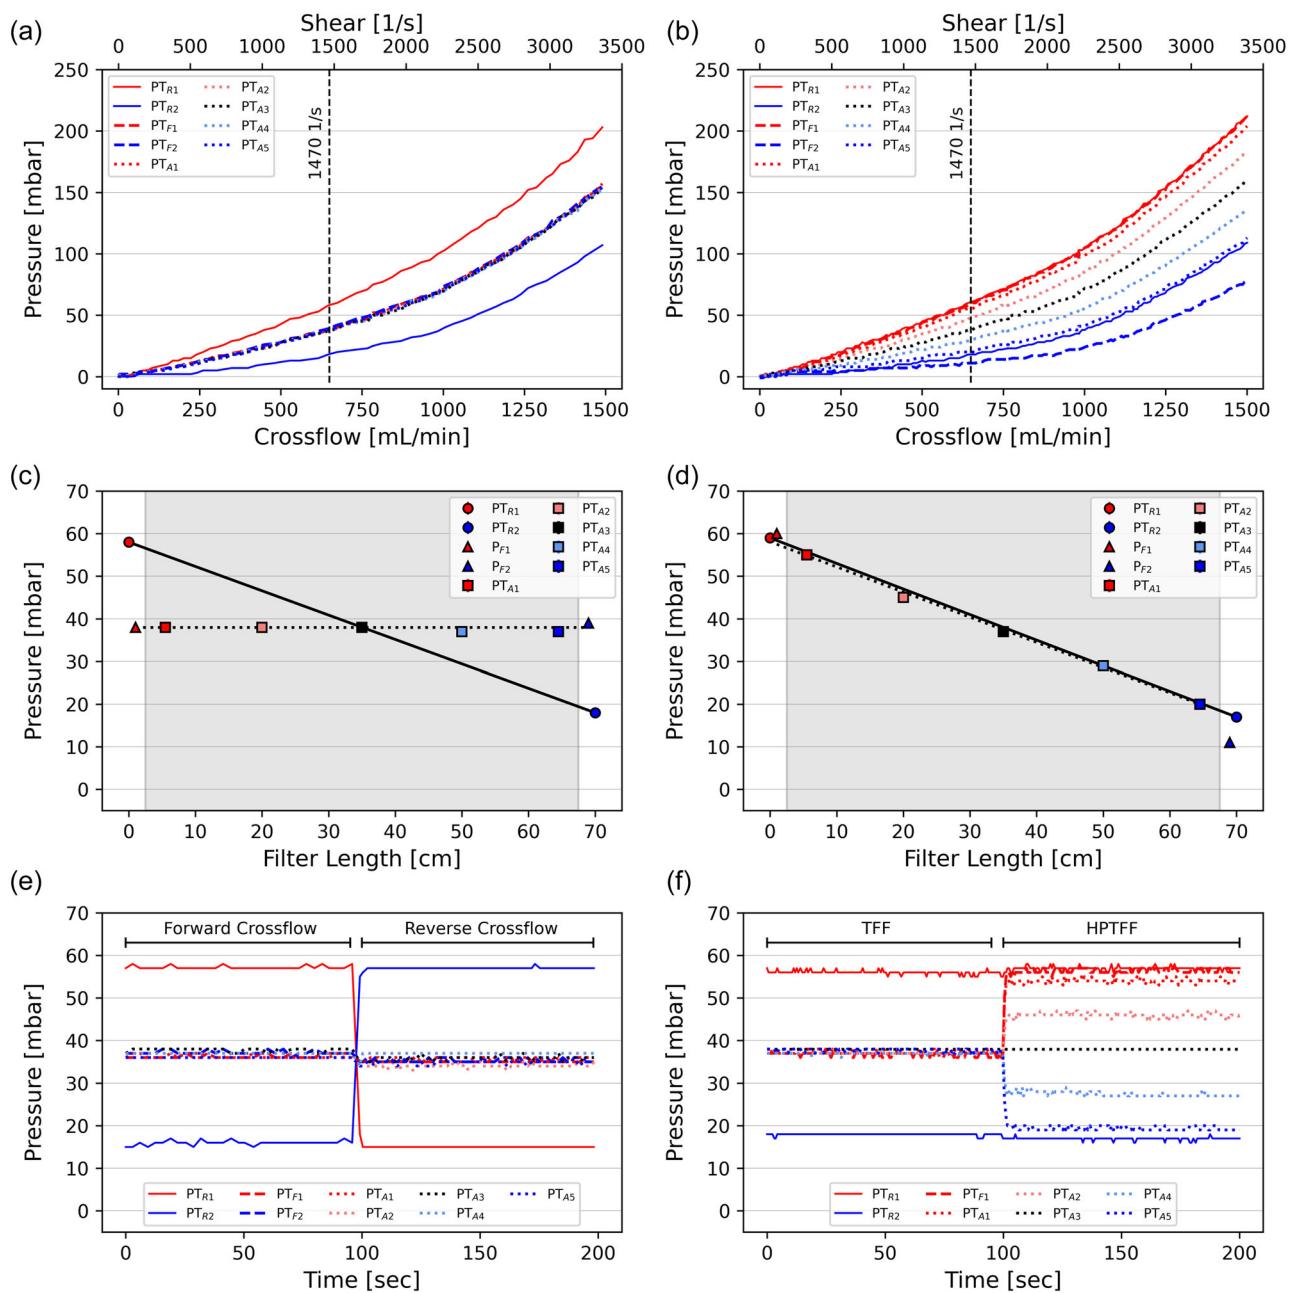 (a)
Shear [1/s]
0 500 1000 1500 2000 2500 3000 3500
250
200
150
100
50
0
Pressure [mbar]
PT_R1 PT_A2
PT_R2 PT_A3
PT_F1 PT_A4
PT_F2 PT_A5
PT_A1
1470 1/s
0 250 500 750 1000 1250 1500
Crossflow [mL/min]
(b)
Shear [1/s]
0 500 1000 1500 2000 2500 3000 3500
250
200
150
100
50
0
Pressure [mbar]
PT_R1 PT_A2
PT_R2 PT_A3
PT_F1 PT_A4
PT_F2 PT_A5
PT_A1
1470 1/s
0 250 500 750 1000 1250 1500
Crossflow [mL/min]
(c)
70
60
50
40
30
20
10
0
Pressure [mbar]
PT_R1 PT_A2
PT_R2 PT_A3
P_F1 PT_A4
P_F2 PT_A5
PT_A1
0 10 20 30 40 50 60 70
Filter Length [cm]
(d)
70
60
50
40
30
20
10
0
Pressure [mbar]
PT_R1 PT_A2
PT_R2 PT_A3
P_F1 PT_A4
P_F2 PT_A5
PT_A1
0 10 20 30 40 50 60 70
Filter Length [cm]
(e)
70
60
50
40
30
20
10
0
Pressure [mbar]
Forward Crossflow Reverse Crossflow
PT_R1 PT_F1 PT_A1 PT_A3 PT_A5
PT_R2 PT_F2 PT_A2 PT_A4
0 50 100 150 200
Time [sec]
(f)
70
60
50
40
30
20
10
0
Pressure [mbar]
TFF HPTFF
PT_R1 PT_F1 PT_A2 PT_A4
PT_R2 PT_A1 PT_A3 PT_A5
0 50 100 150 200
Time [sec]